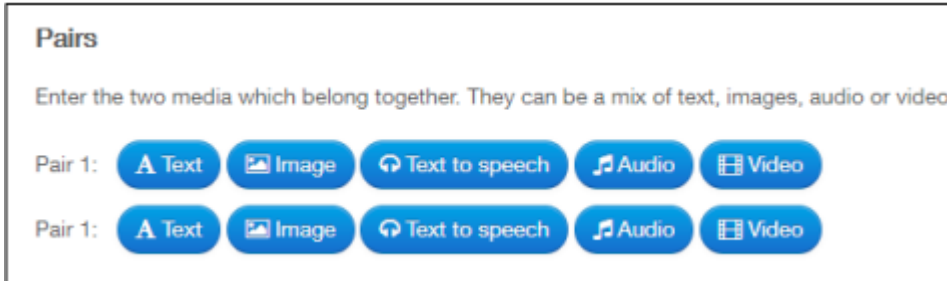 Pairs
Enter the two media which belong together. They can be a mix of text, images, audio or video
Pair 1: A Text Image Text to speech Audio Video
Pair 1: A Text Image Text to speech Audio Video